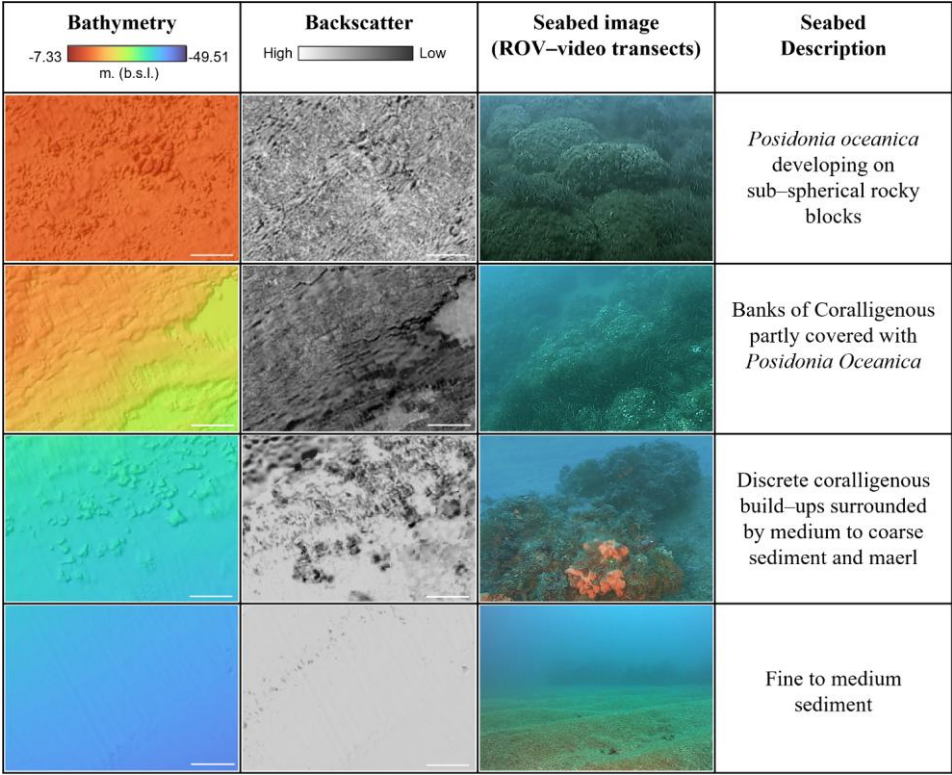 Bathymetry
-7.33
-49.51
m. (b.s.l.)
Backscatter
High
Low
Seabed image
(ROV–video transects)
Seabed
Description
Posidonia oceanica
developing on
sub–spherical rocky
blocks
Banks of Coralligenous
partly covered with
Posidonia Oceanica
Discrete coralligenous
build–ups surrounded
by medium to coarse
sediment and maerl
Fine to medium
sediment